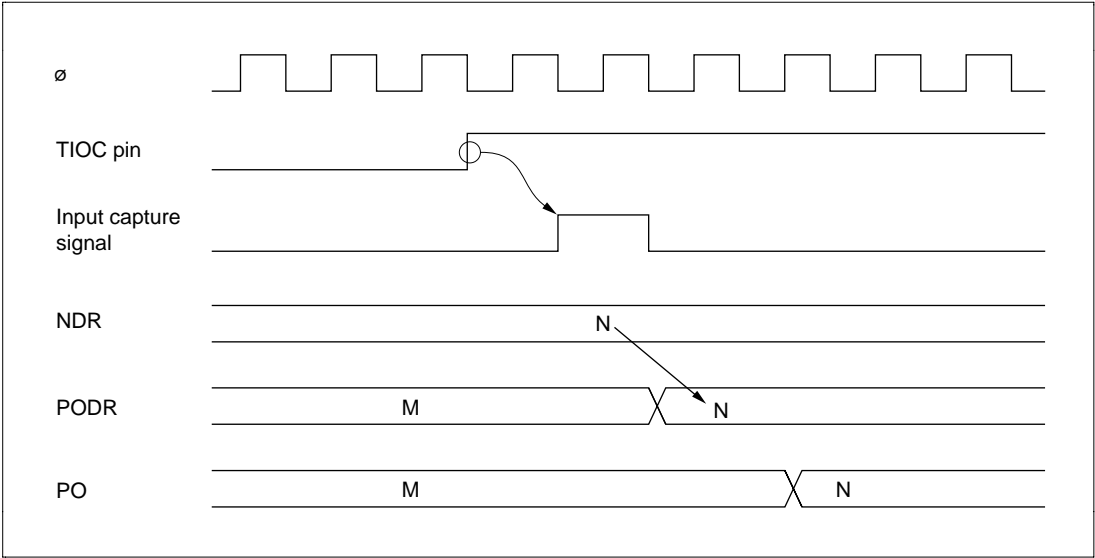 ø
TIOC pin
Input capture
signal
NDR
N
PODR
M
N
PO
M
N